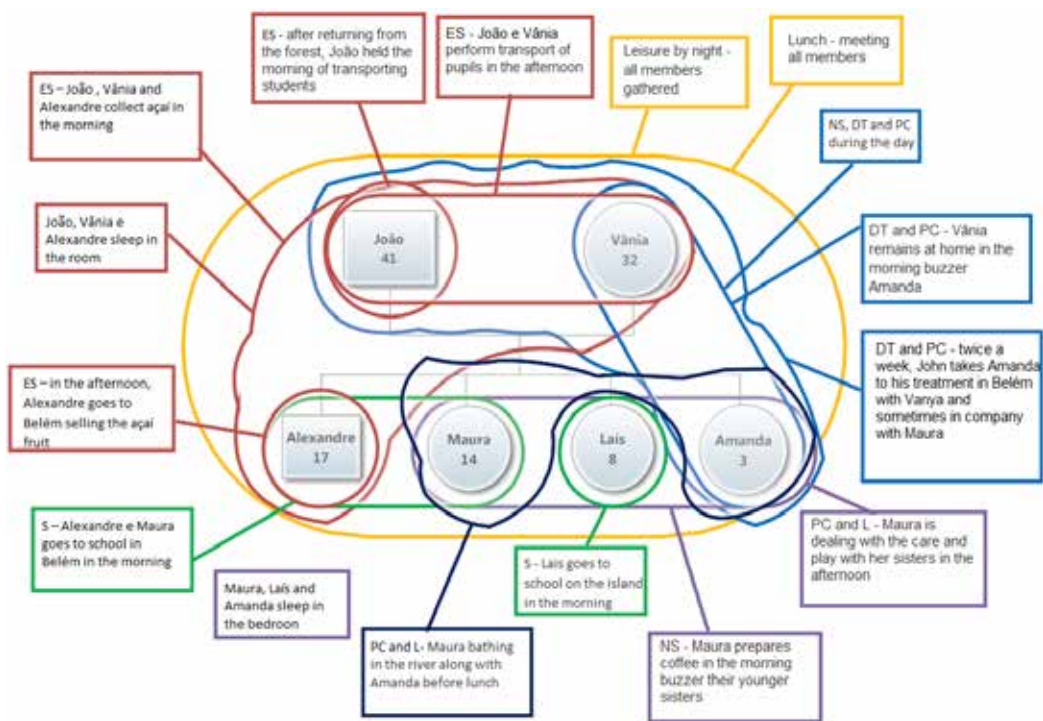 ES - after returning from
the forest, João held the
morning of transporting
students
ES - João e Vânia
perform transport of
pupils in the afternoon
Leisure by night -
all members
gathered
Lunch - meeting
all members
ES – João , Vânia and
Alexandre collect açaí in
the morning
NS, DT and PC
during the day
João, Vânia e
Alexandre sleep in
the room
João
41
Vânia
32
DT and PC - Vânia
remains at home in the
morning buzzer
Amanda
DT and PC - twice a
week, John takes Amanda
to his treatment in Belém
with Vanya and
sometimes in company
with Maura
ES – in the afternoon,
Alexandre goes to
Belém selling the açaí
fruit
Alexandre
17
Maura
14
Laís
8
Amanda
3
S – Alexandre e Maura
goes to school in
Belém in the morning
Maura, Laís and
Amanda sleep in
the bedroom
PC and L- Maura bathing
in the river along with
Amanda before lunch
S - Lais goes to
school on the island
in the morning
NS - Maura prepares
coffee in the morning
buzzer their younger
sisters
PC and L - Maura is
dealing with the care and
play with her sisters in the
afternoon